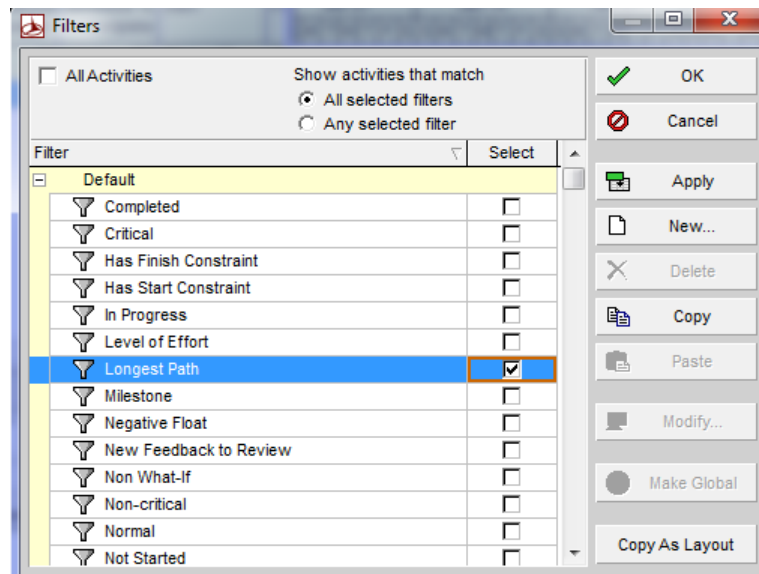 Filters
All Activities
Show activities that match
All selected filters
Any selected filter
Filter Select
Default
Completed
Critical
Has Finish Constraint
Has Start Constraint
In Progress
Level of Effort
Longest Path
Milestone
Negative Float
New Feedback to Review
Non What-If
Non-critical
Normal
Not Started
OK
Cancel
Apply
New...
Delete
Copy
Paste
Modify...
Make Global
Copy As Layout